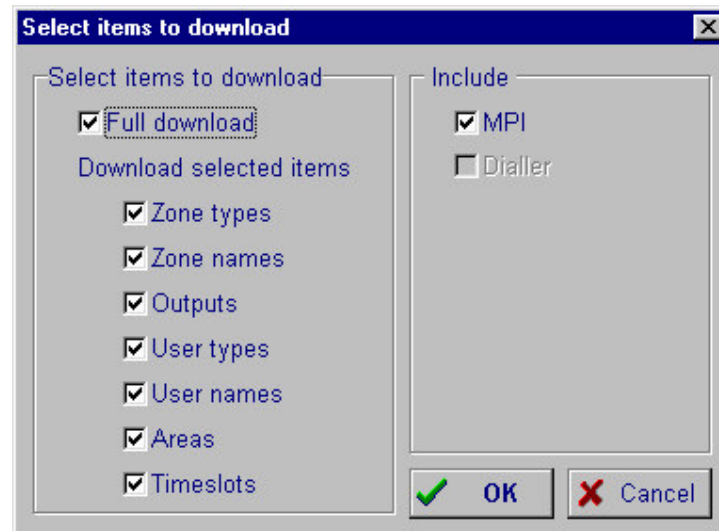 Select items to download
Select items to download
Full download
Download selected items
Zone types
Zone names
Outputs
User types
User names
Areas
Timeslots
Include
MPI
Dialler
OK
Cancel